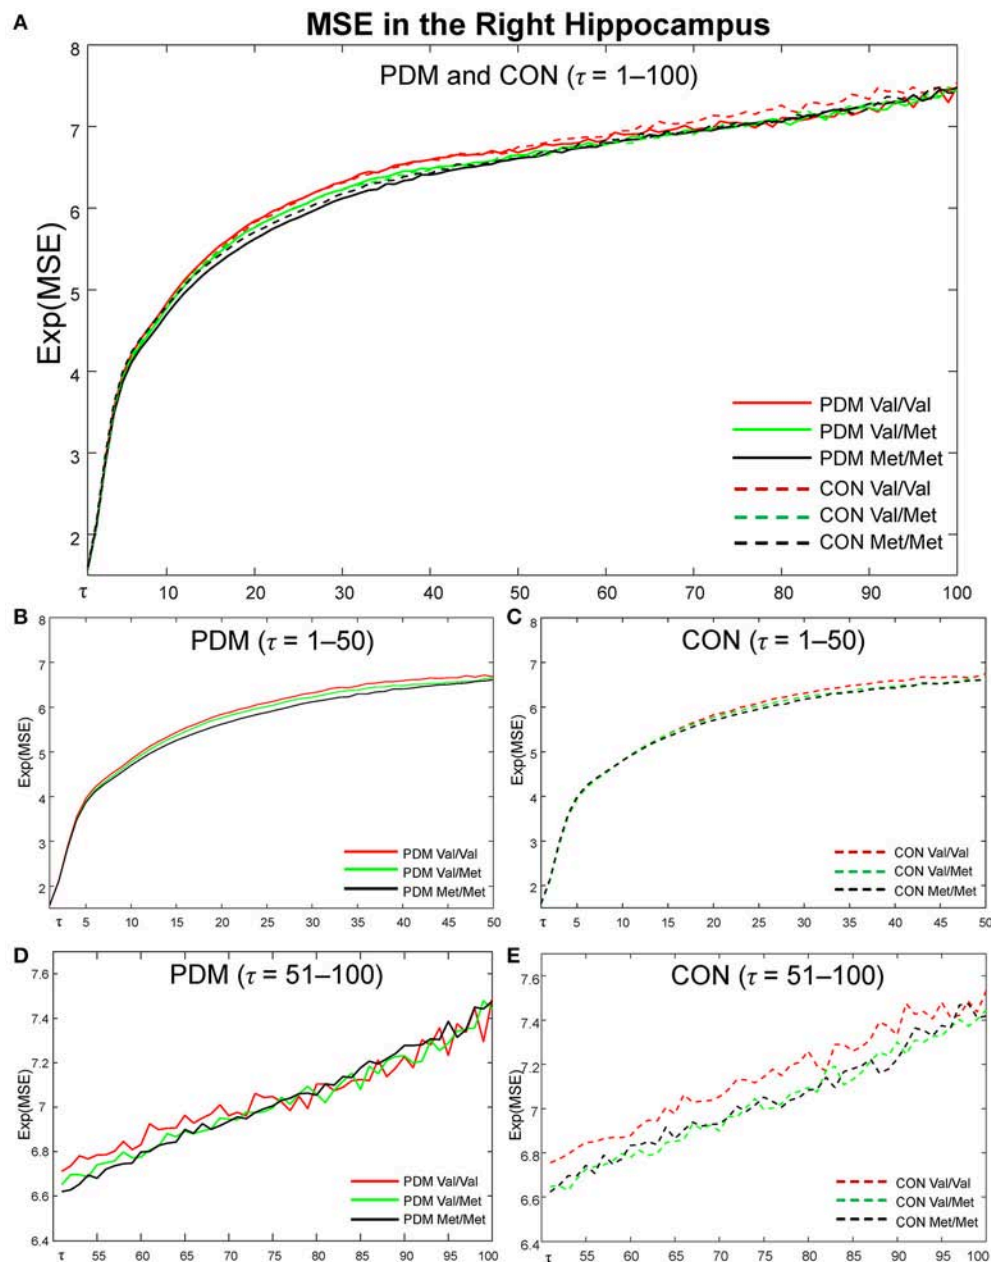 A
MSE in the Right Hippocampus
PDM and CON (τ = 1–100)
Exp(MSE)
8
7
6
5
4
3
2
τ 10 20 30 40 50 60 70 80 90 100
PDM Val/Val
PDM Val/Met
PDM Met/Met
CON Val/Val
CON Val/Met
CON Met/Met
B
PDM (τ = 1–50)
Exp(MSE)
8
7
6
5
4
3
2
τ 5 10 15 20 25 30 35 40 45 50
PDM Val/Val
PDM Val/Met
PDM Met/Met
C
CON (τ = 1–50)
Exp(MSE)
8
7
6
5
4
3
2
τ 5 10 15 20 25 30 35 40 45 50
CON Val/Val
CON Val/Met
CON Met/Met
D
PDM (τ = 51–100)
Exp(MSE)
7.6
7.4
7.2
7
6.8
6.6
6.4
τ 55 60 65 70 75 80 85 90 95 100
PDM Val/Val
PDM Val/Met
PDM Met/Met
E
CON (τ = 51–100)
Exp(MSE)
7.6
7.4
7.2
7
6.8
6.6
6.4
τ 55 60 65 70 75 80 85 90 95 100
CON Val/Val
CON Val/Met
CON Met/Met